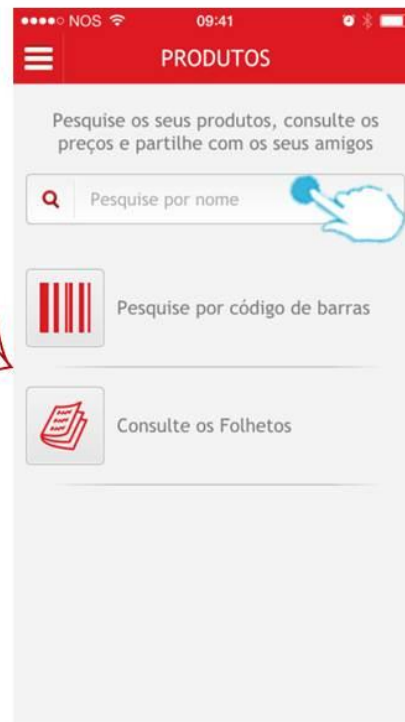 NOS 09:41
PRODUTOS
Pesquise os seus produtos, consulte os
preços e partilhe com os seus amigos
Pesquise por nome
Pesquise por código de barras
Consulte os Folhetos